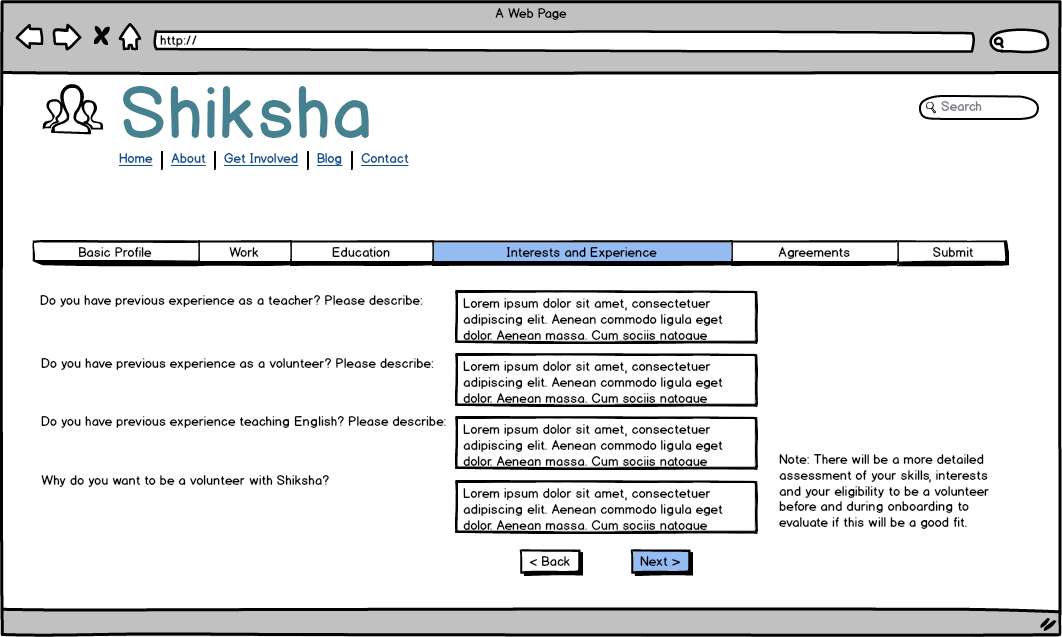 A Web Page
http://
Shiksha
Search
Home About Get Involved Blog Contact
Basic Profile Work Education Interests and Experience Agreements Submit
Do you have previous experience as a teacher? Please describe:
Lorem ipsum dolor sit amet, consectetuer
adipiscing elit. Aenean commodo ligula eget
dolor. Aenean massa. Cum sociis natoque
Do you have previous experience as a volunteer? Please describe:
Lorem ipsum dolor sit amet, consectetuer
adipiscing elit. Aenean commodo ligula eget
dolor. Aenean massa. Cum sociis natoque
Do you have previous experience teaching English? Please describe:
Lorem ipsum dolor sit amet, consectetuer
adipiscing elit. Aenean commodo ligula eget
dolor. Aenean massa. Cum sociis natoque
Why do you want to be a volunteer with Shiksha?
Lorem ipsum dolor sit amet, consectetuer
adipiscing elit. Aenean commodo ligula eget
dolor. Aenean massa. Cum sociis natoque
Note: There will be a more detailed
assessment of your skills, interests
and your eligibility to be a volunteer
before and during onboarding to
evaluate if this will be a good fit.
< Back Next >